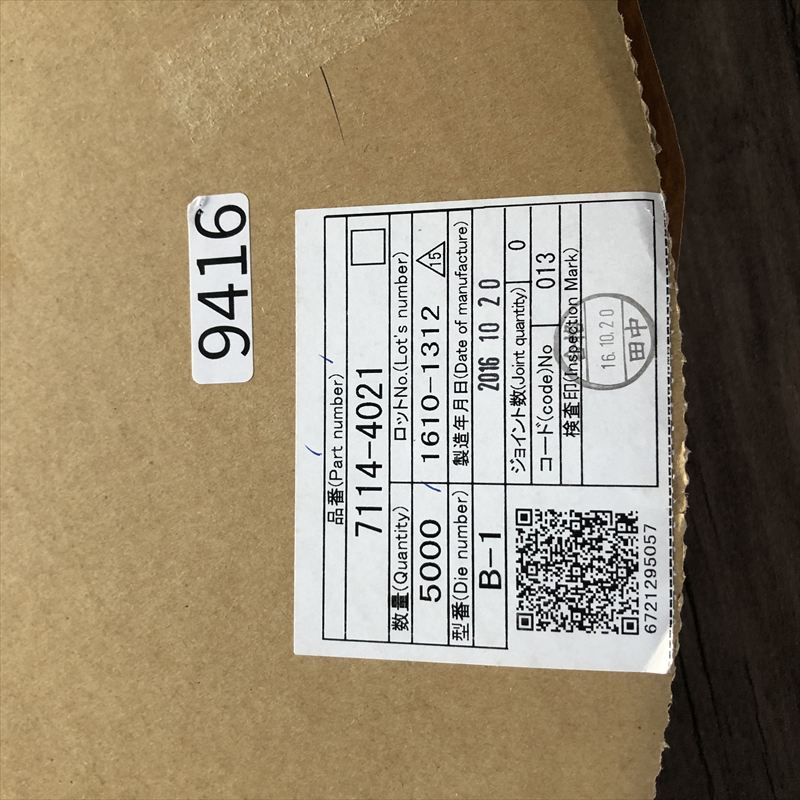 9416
品番(Part number)
7114-4021
数量(Quantity)
5000
ロットNo.(Lot's number)
1610-1312
15
型番(Die number)
B-1
製造年月日(Date of manufacture)
2016 10 20
ジョイント数(Joint quantity)
0
コード(code)No
013
検査印(Inspection Mark)
16.10.20
田中
6721295057